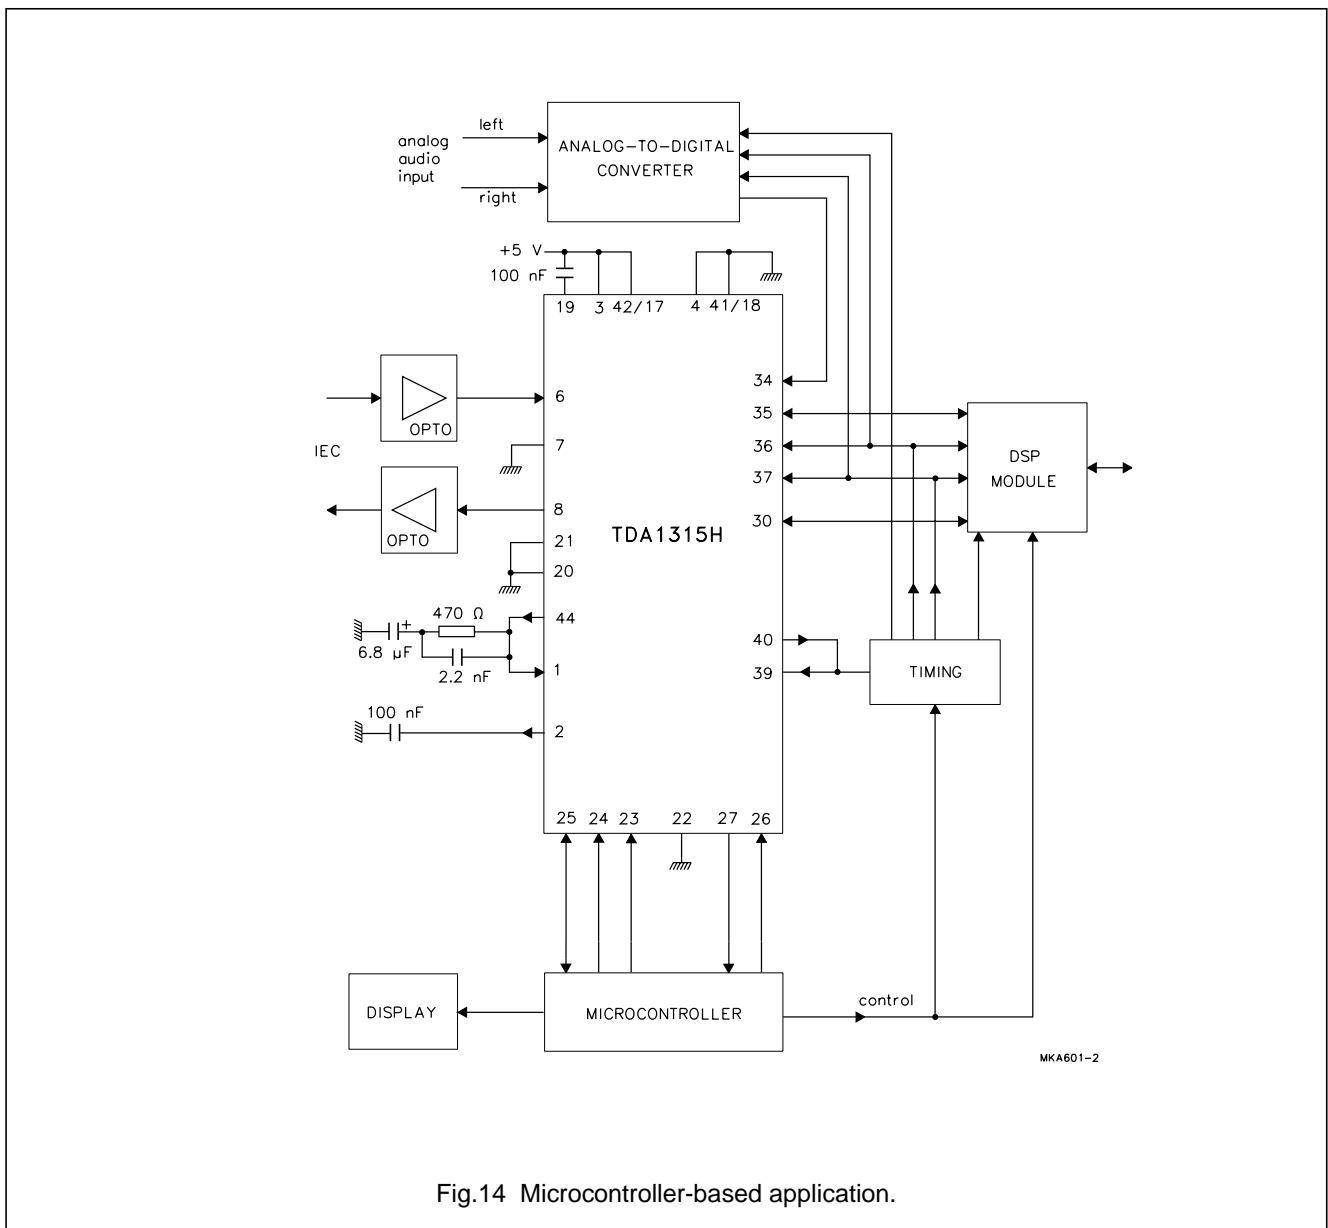 left
analog
audio
input
right
ANALOG-TO-DIGITAL
CONVERTER
+5 V
100 nF
19 3 42/17 4 41/18
34
6
35
OPTO
36
7
IEC
37
DSP
MODULE
8
30
TDA1315H
OPTO
21
20
470 Ω
44
+
6.8 µF
2.2 nF
1
40
39
TIMING
100 nF
2
25 24 23 22 27 26
DISPLAY
MICROCONTROLLER
control
MKA601-2
Fig.14 Microcontroller-based application.